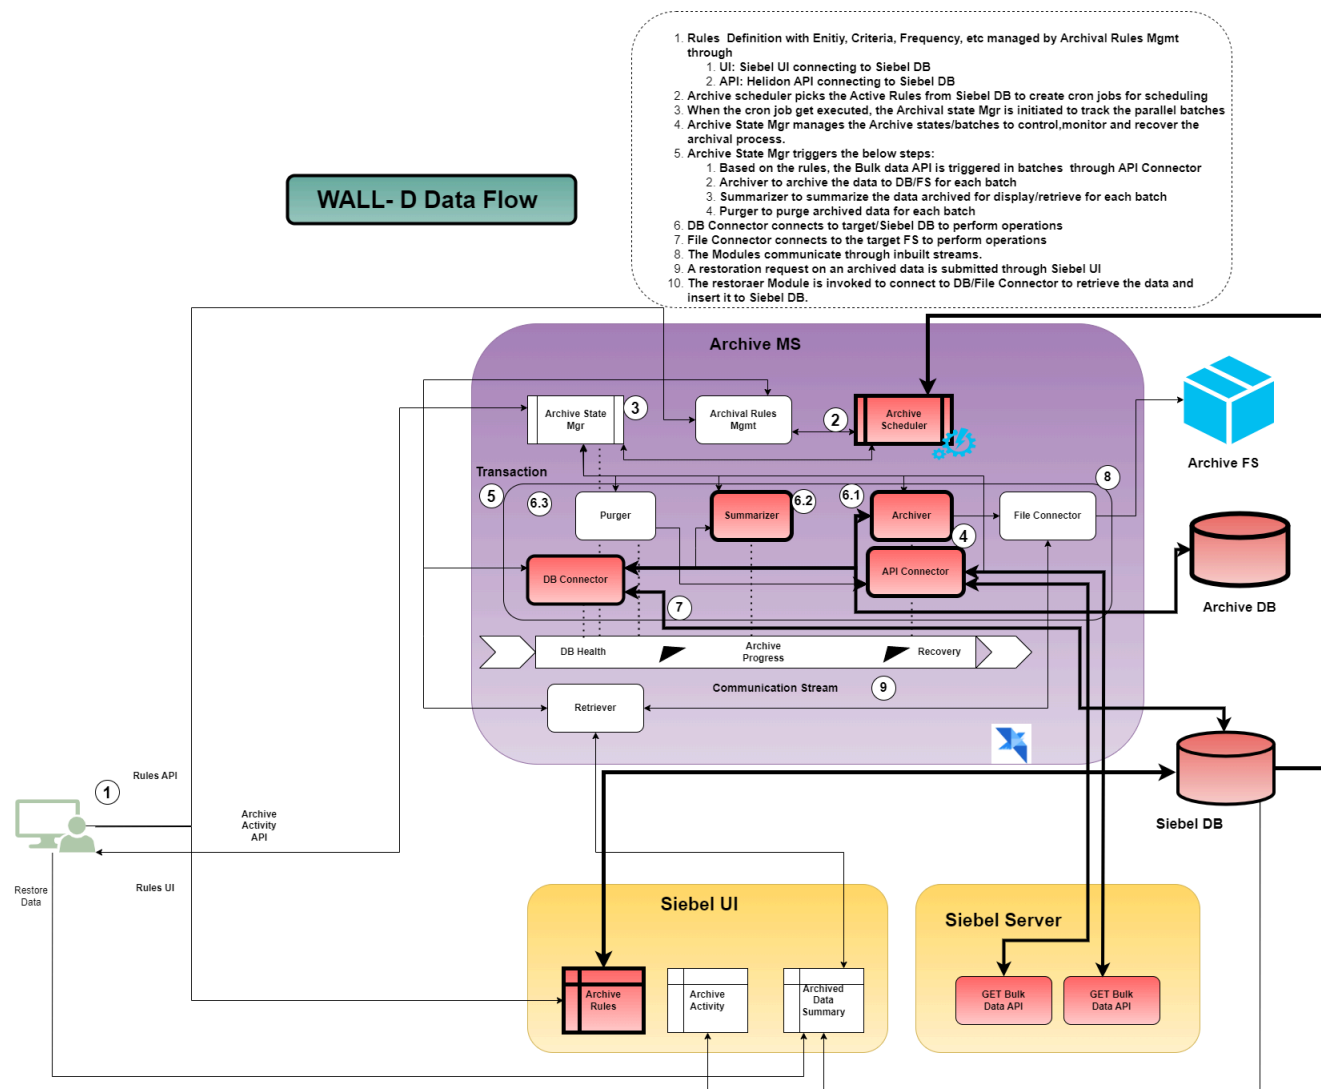 1. Rules  Definition with Enitiy, Criteria, Frequency, etc managed by Archival Rules Mgmt
through
1. UI: Siebel UI connecting to Siebel DB
2. API: Helidon API connecting to Siebel DB
2. Archive scheduler picks the Active Rules from Siebel DB to create cron jobs for scheduling
3. When the cron job get executed, the Archival state Mgr is initiated to track the parallel batches
4. Archive State Mgr manages the Archive states/batches to control,monitor and recover the
archival process.
5. Archive State Mgr triggers the below steps:
1. Based on the rules, the Bulk data API is triggered in batches  through API Connector
2. Archiver to archive the data to DB/FS for each batch
3. Summarizer to summarize the data archived for display/retrieve for each batch
4. Purger to purge archived data for each batch
6. DB Connector connects to target/Siebel DB to perform operations
7. File Connector connects to the target FS to perform operations
8. The Modules communicate through inbuilt streams.
9. A restoration request on an archived data is submitted through Siebel UI
10. The restoraer Module is invoked to connect to DB/File Connector to retrieve the data and
insert it to Siebel DB.
WALL- D Data Flow
Archive MS
Archive State
Mgr
3
Archival Rules
Mgmt
2
Archive
Scheduler
Archive FS
Transaction
5
6.3
Purger
Summarizer
6.2
6.1
Archiver
4
File Connector
8
DB Connector
API Connector
7
Archive DB
DB Health
Archive
Progress
Recovery
Communication Stream
9
Retriever
Siebel DB
1
Rules API
Archive
Activity
API
Rules UI
Restore
Data
Siebel UI
Archive
Rules
Archive
Activity
Archived
Data
Summary
Siebel Server
GET Bulk
Data API
GET Bulk
Data API